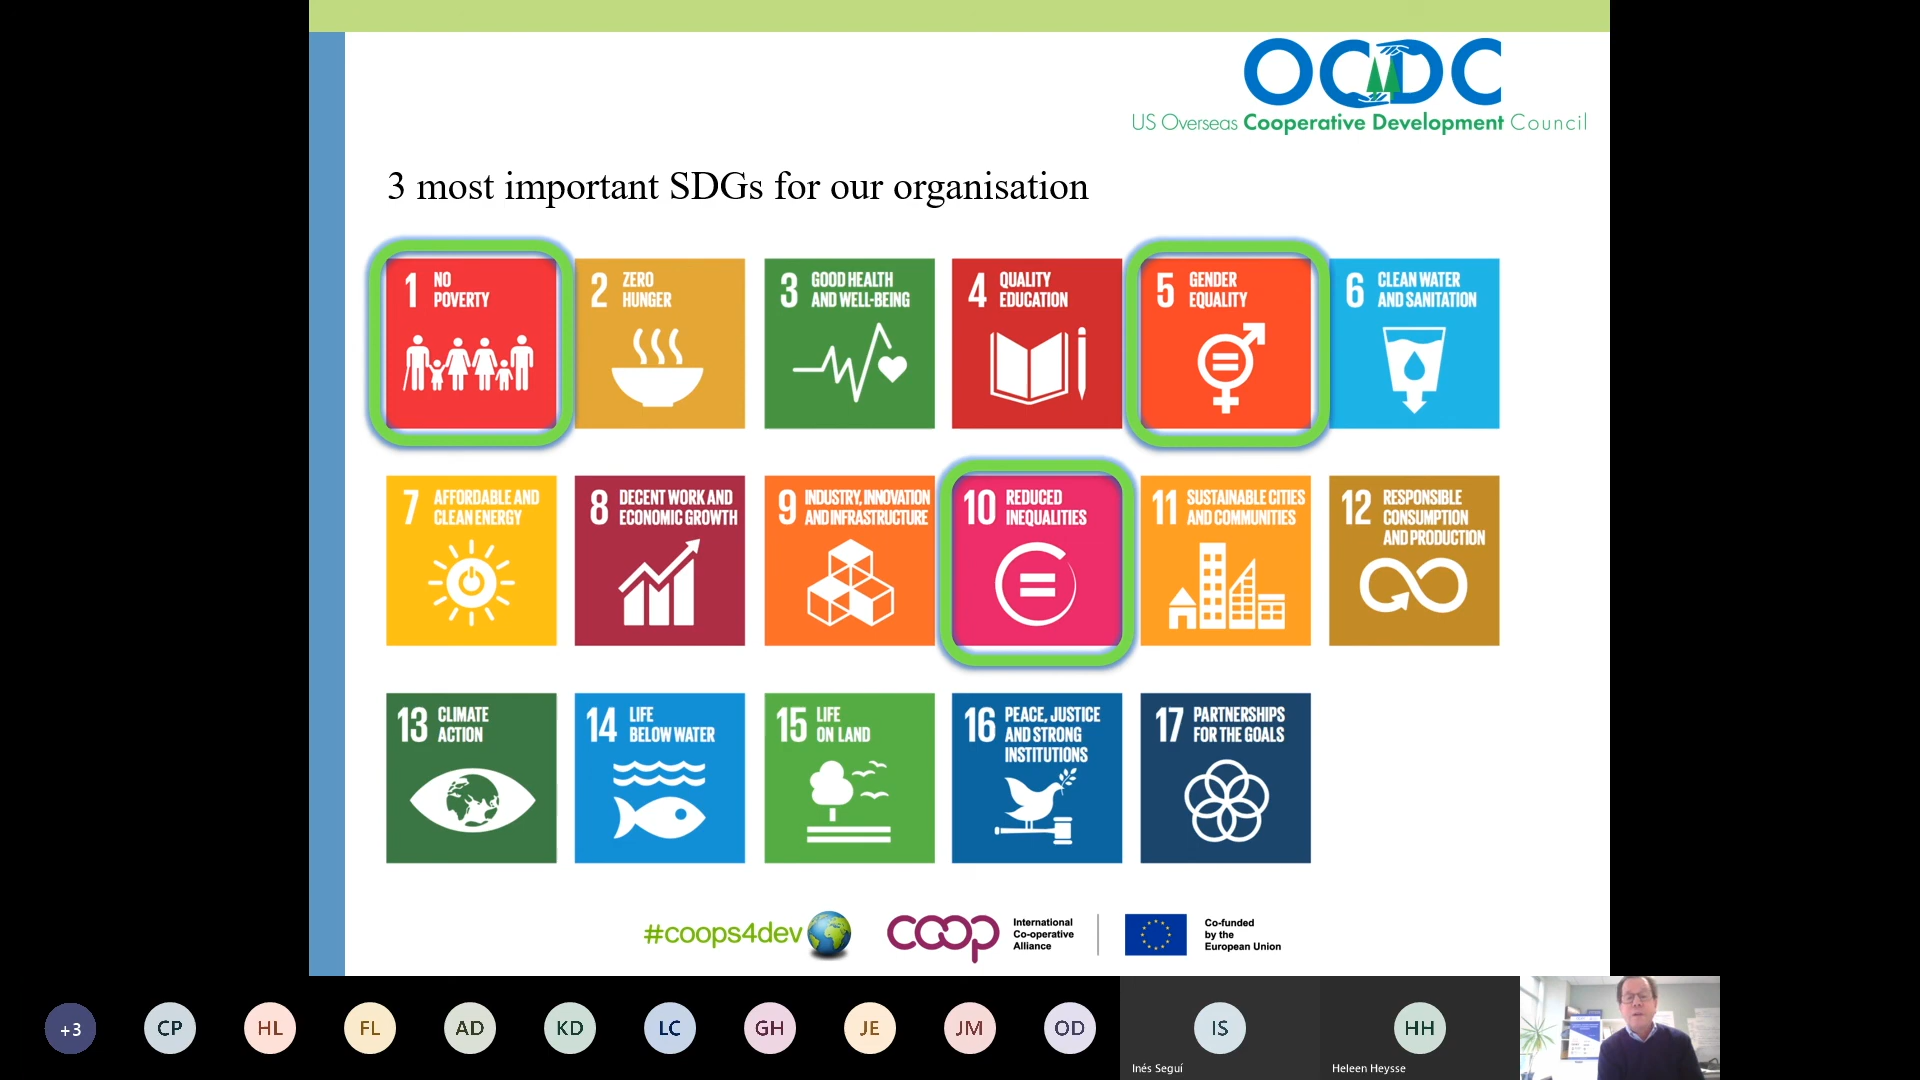 OCDC
US Overseas Cooperative Development Council
3 most important SDGs for our organisation
1 NO
POVERTY
2 ZERO
HUNGER
3 GOOD HEALTH
AND WELL-BEING
4 QUALITY
EDUCATION
5 GENDER
EQUALITY
6 CLEAN WATER
AND SANITATION
7 AFFORDABLE AND
CLEAN ENERGY
8 DECENT WORK AND
ECONOMIC GROWTH
9 INDUSTRY, INNOVATION
AND INFRASTRUCTURE
10 REDUCED
INEQUALITIES
11 SUSTAINABLE CITIES
AND COMMUNITIES
12 RESPONSIBLE
CONSUMPTION
AND PRODUCTION
13 CLIMATE
ACTION
14 LIFE
BELOW WATER
15 LIFE
ON LAND
16 PEACE, JUSTICE
AND STRONG
INSTITUTIONS
17 PARTNERSHIPS
FOR THE GOALS
#coops4dev
coop
International
Co-operative
Alliance
Co-funded
by the
European Union
+3
CP
HL
FL
AD
KD
LC
GH
JE
JM
OD
IS
Inés Seguí
HH
Heleen Heysse